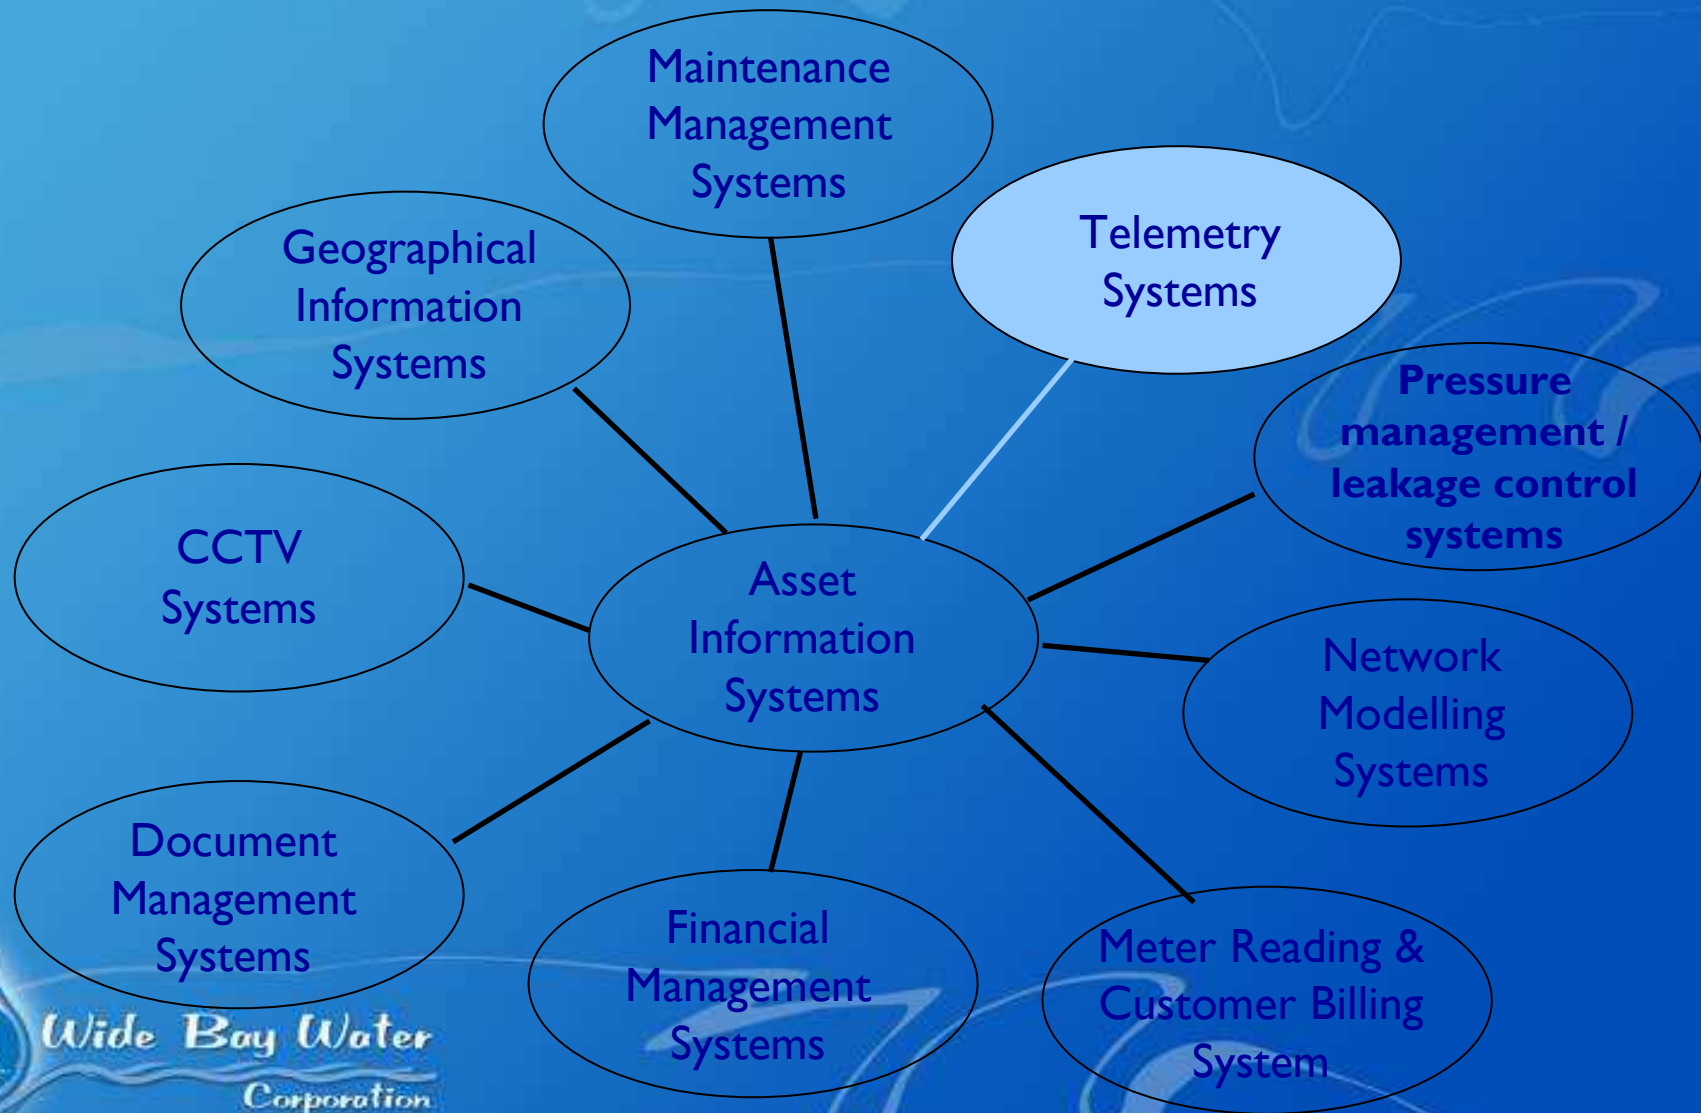 Maintenance
Management
Systems
Telemetry
Systems
Geographical
Information
Systems
Pressure
management /
leakage control
systems
CCTV
Systems
Asset
Information
Systems
Network
Modelling
Systems
Document
Management
Systems
Financial
Management
Systems
Meter Reading &
Customer Billing
System
Wide Bay Water
Corporation